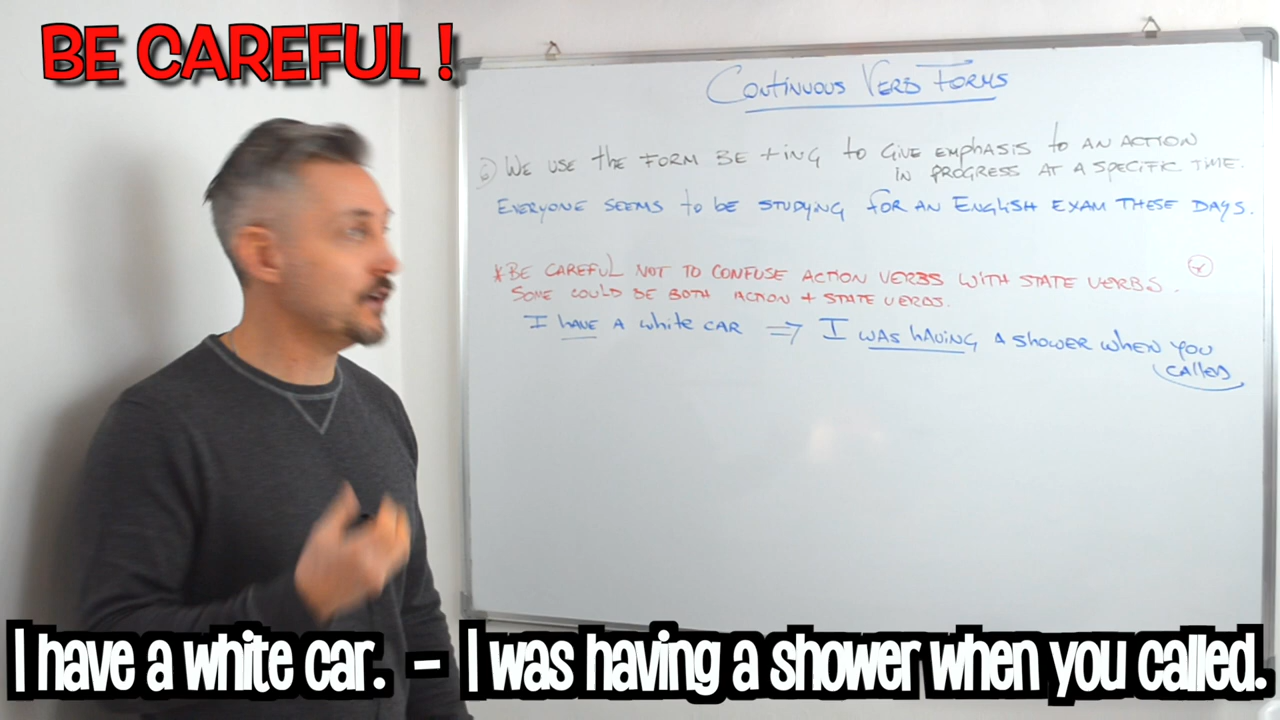 BE CAREFUL !
CONTINUOUS VERB FORMS
6) WE USE the FORM BE +ING to GIVE EMPHASIS to AN ACTION
IN PROGRESS AT A SPECIFIC TIME.
EVERYONE SEEMS to BE STUDYING FOR AN ENGLISH EXAM THESE DAYS.
*BE CAREFUL NOT TO CONFUSE ACTION VERBS WITH STATE VERBS.
SOME COULD BE BOTH ACTION + STATE VERBS.
I HAVE A white CAR => I WAS HAVING A SHOWER WHEN YOU
CALLED
I have a white car. – I was having a shower when you called.